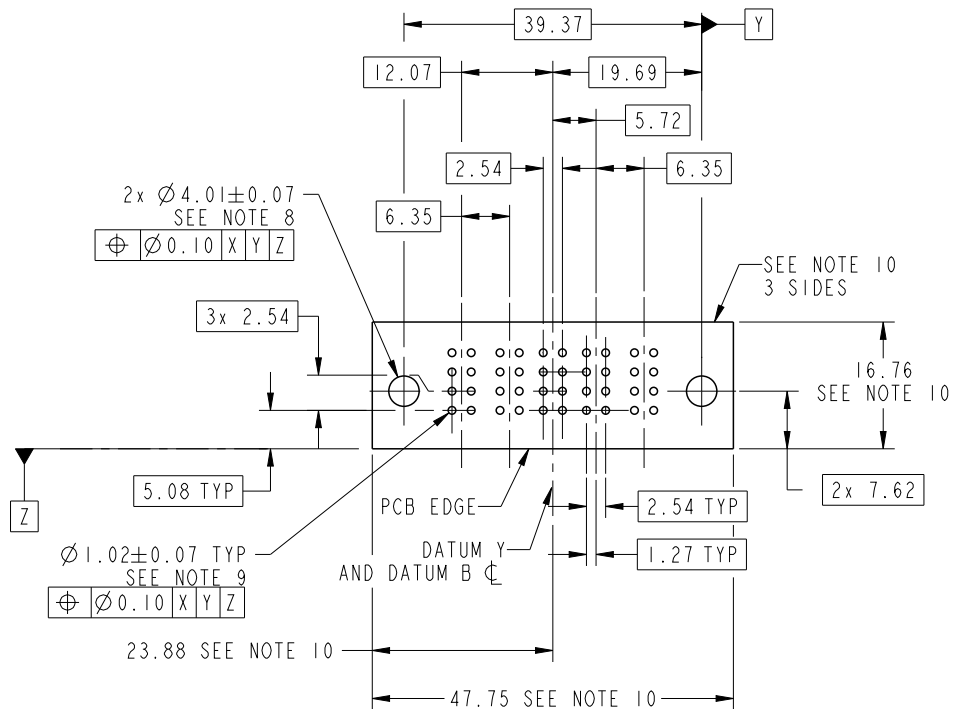 39.37
Y
12.07
19.69
5.72
2.54
6.35
2x Ø4.01±0.07
SEE NOTE 8
⌖ Ø0.10 X Y Z
6.35
SEE NOTE 10
3 SIDES
3x 2.54
16.76
SEE NOTE 10
5.08 TYP
PCB EDGE
2.54 TYP
2x 7.62
Z
Ø1.02±0.07 TYP
SEE NOTE 9
⌖ Ø0.10 X Y Z
DATUM Y
AND DATUM B ℄
1.27 TYP
23.88 SEE NOTE 10
47.75 SEE NOTE 10